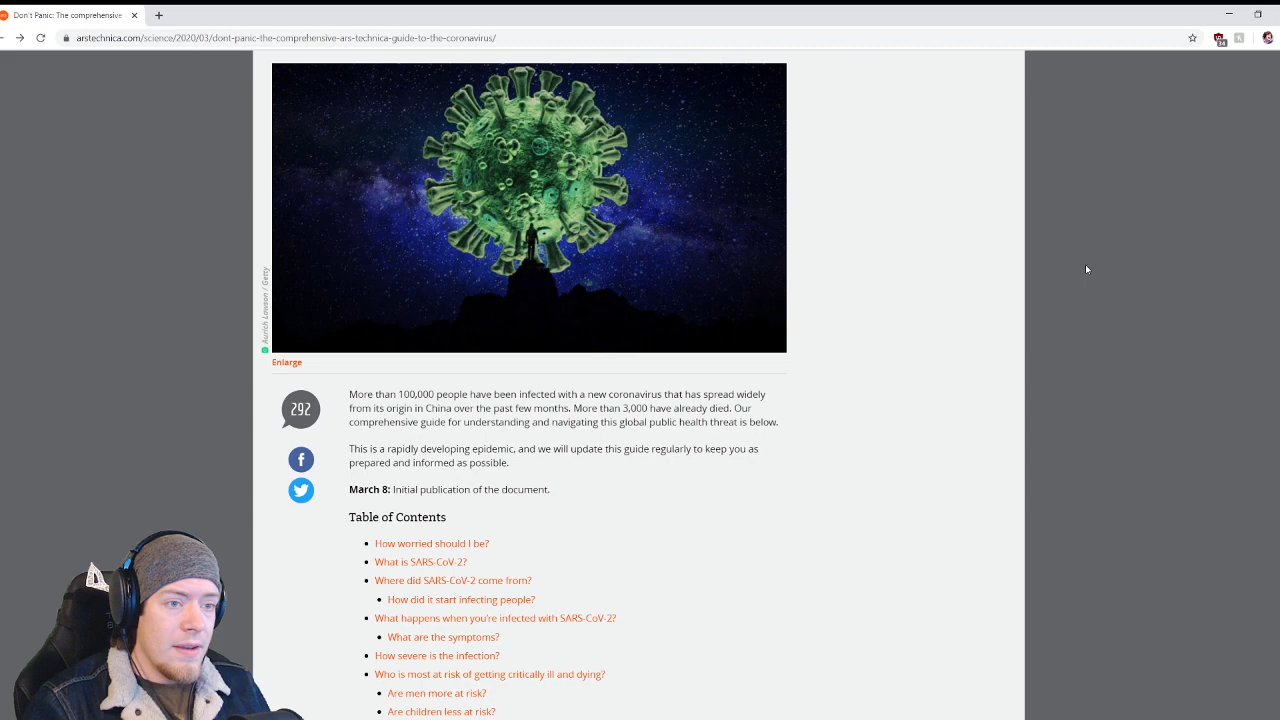 Don't Panic: The comprehensive
arstechnica.com/science/2020/03/dont-panic-the-comprehensive-ars-technica-guide-to-the-coronavirus/
34
Aurich Lawson / Getty
Enlarge
292
More than 100,000 people have been infected with a new coronavirus that has spread widely
from its origin in China over the past few months. More than 3,000 have already died. Our
comprehensive guide for understanding and navigating this global public health threat is below.
This is a rapidly developing epidemic, and we will update this guide regularly to keep you as
prepared and informed as possible.
March 8: Initial publication of the document.
Table of Contents
How worried should I be?
What is SARS-CoV-2?
Where did SARS-CoV-2 come from?
How did it start infecting people?
What happens when you're infected with SARS-CoV-2?
What are the symptoms?
How severe is the infection?
Who is most at risk of getting critically ill and dying?
Are men more at risk?
Are children less at risk?